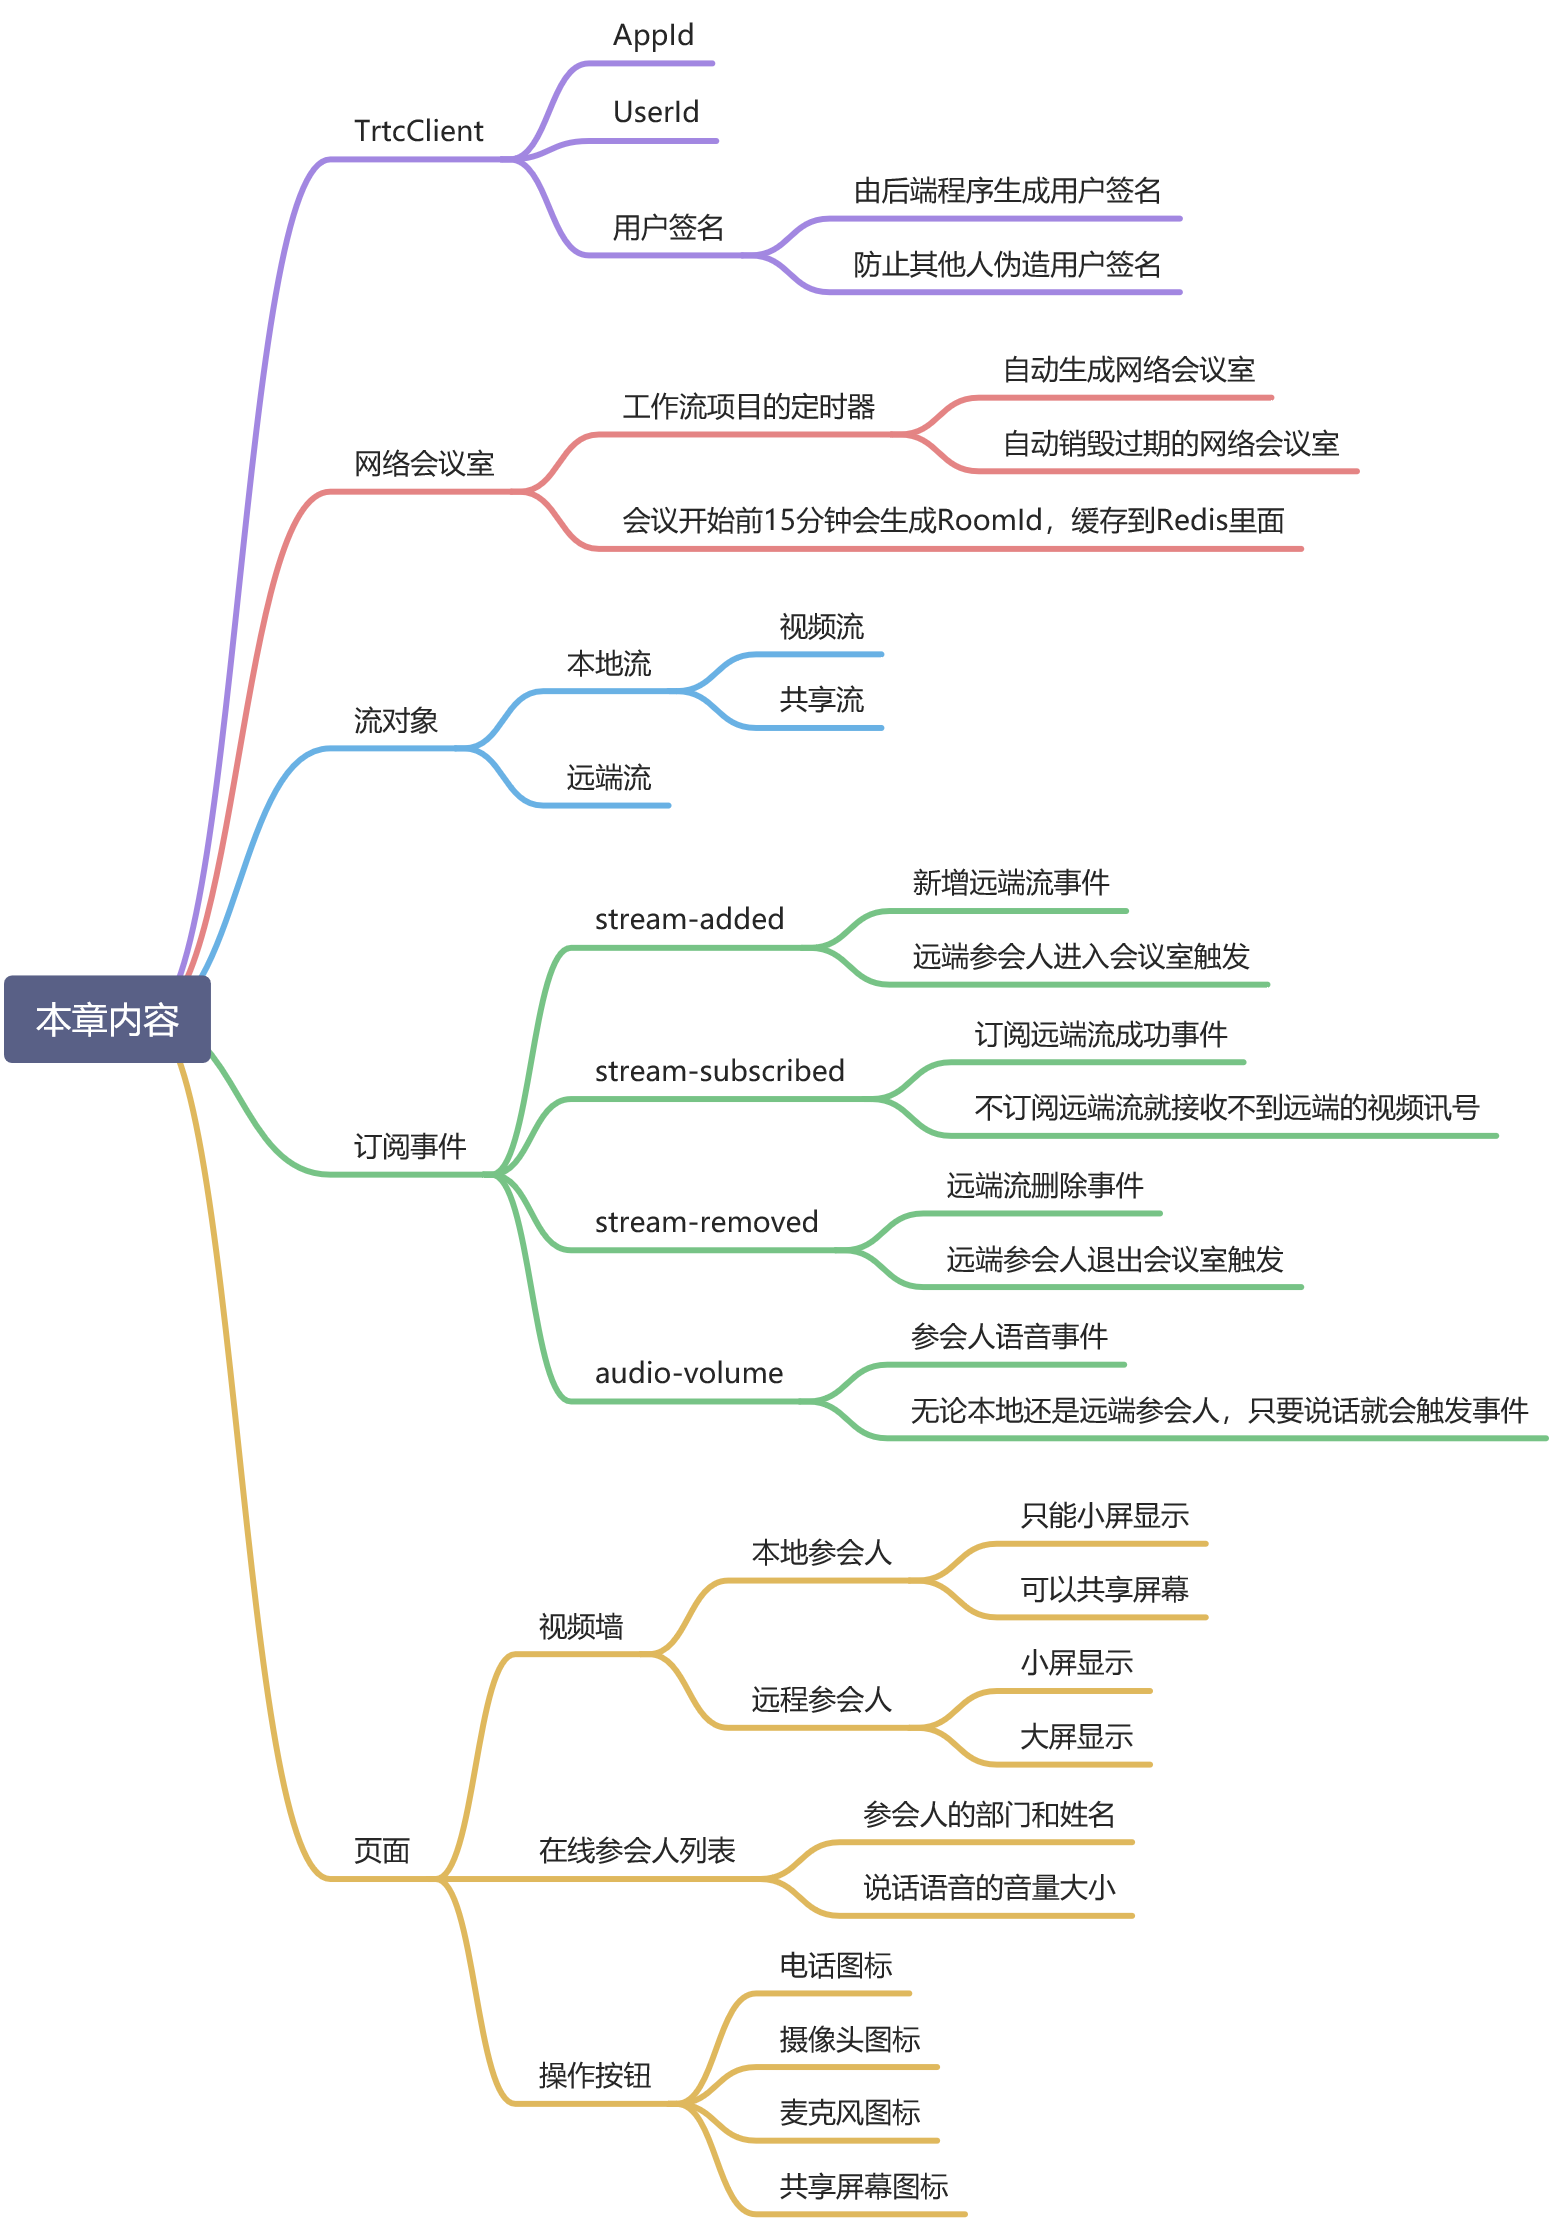 AppId
UserId
TrtcClient
由后端程序生成用户签名
用户签名
防止其他人伪造用户签名
自动生成网络会议室
工作流项目的定时器
自动销毁过期的网络会议室
网络会议室
会议开始前15分钟会生成RoomId，缓存到Redis里面
视频流
本地流
共享流
流对象
远端流
新增远端流事件
stream-added
远端参会人进入会议室触发
本章内容
订阅远端流成功事件
stream-subscribed
不订阅远端流就接收不到远端的视频讯号
订阅事件
远端流删除事件
stream-removed
远端参会人退出会议室触发
参会人语音事件
audio-volume
无论本地还是远端参会人，只要说话就会触发事件
只能小屏显示
本地参会人
可以共享屏幕
视频墙
小屏显示
远程参会人
大屏显示
参会人的部门和姓名
页面
在线参会人列表
说话语音的音量大小
电话图标
摄像头图标
操作按钮
麦克风图标
共享屏幕图标